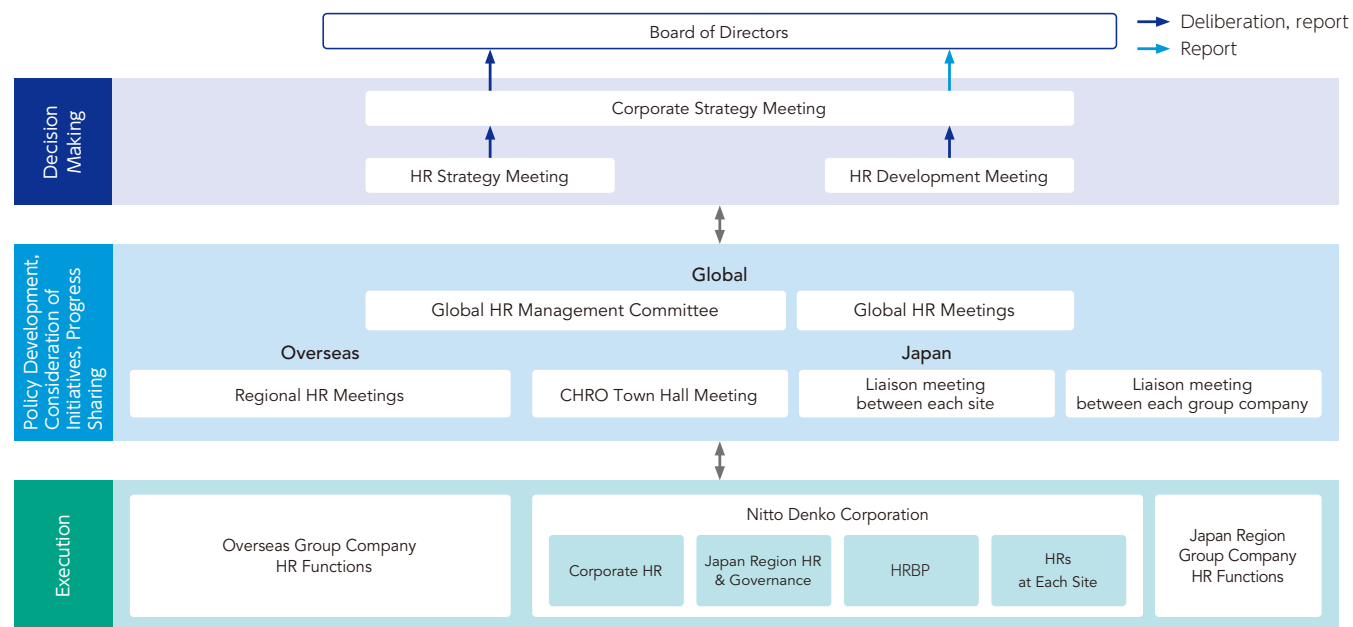 Board of Directors
Deliberation, report
Report
Decision
Making
Corporate Strategy Meeting
HR Strategy Meeting
HR Development Meeting
Policy Development,
Consideration of
Initiatives, Progress
Sharing
Global
Global HR Management Committee
Global HR Meetings
Overseas
Japan
Regional HR Meetings
CHRO Town Hall Meeting
Liaison meeting
between each site
Liaison meeting
between each group company
Execution
Overseas Group Company
HR Functions
Nitto Denko Corporation
Corporate HR
Japan Region HR
& Governance
HRBP
HRs
at Each Site
Japan Region
Group Company
HR Functions